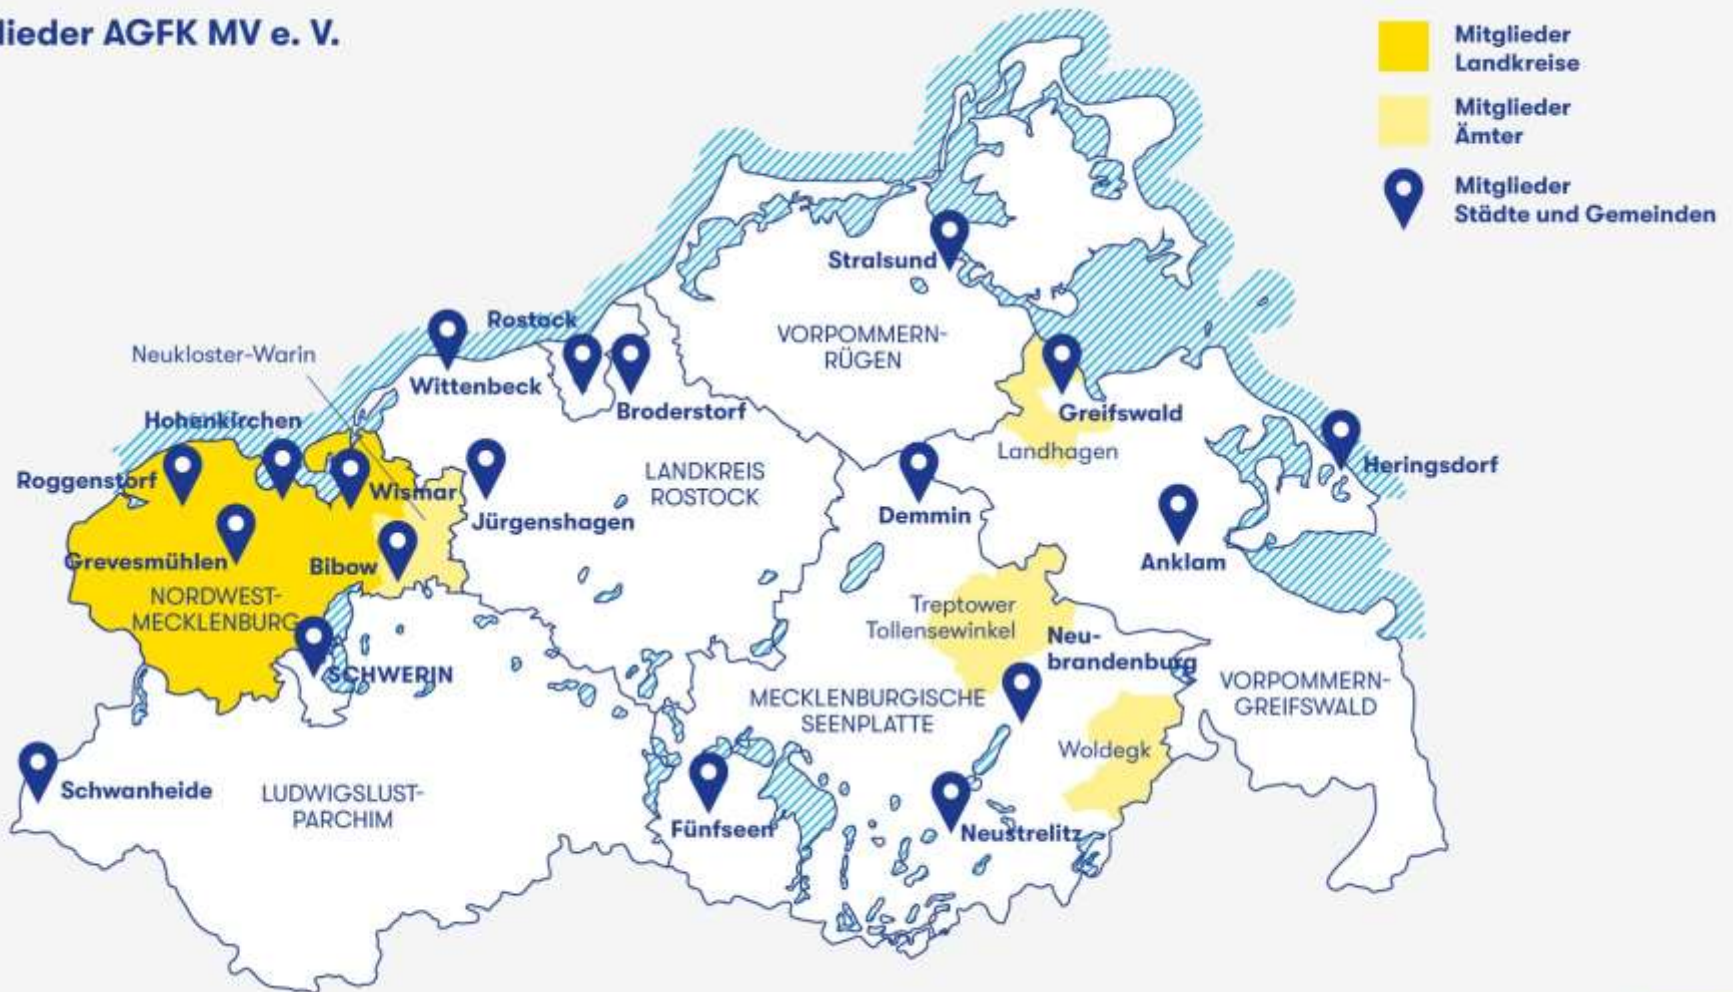 lieder AGFK MV e. V.
Mitglieder
Landkreise
Mitglieder
Ämter
Mitglieder
Städte und Gemeinden
Stralsund
Rostock
VORPOMMERN-
RÜGEN
Neukloster-Warin
Wittenbeck
Broderstorf
Greifswald
Hohenkirchen
Landhagen
Roggenstorf
Wismar
LANDKREIS
ROSTOCK
Heringsdorf
Jürgenshagen
Demmin
Grevesmühlen
Bibow
Anklam
NORDWEST-
MECKLENBURG
Treptower
Tollensewinkel
Neu-
brandenburg
SCHWERIN
MECKLENBURGISCHE
SEENPLATTE
VORPOMMERN-
GREIFSWALD
Woldegk
Schwanheide
LUDWIGSLUST-
PARCHIM
Fünfseen
Neustrelitz